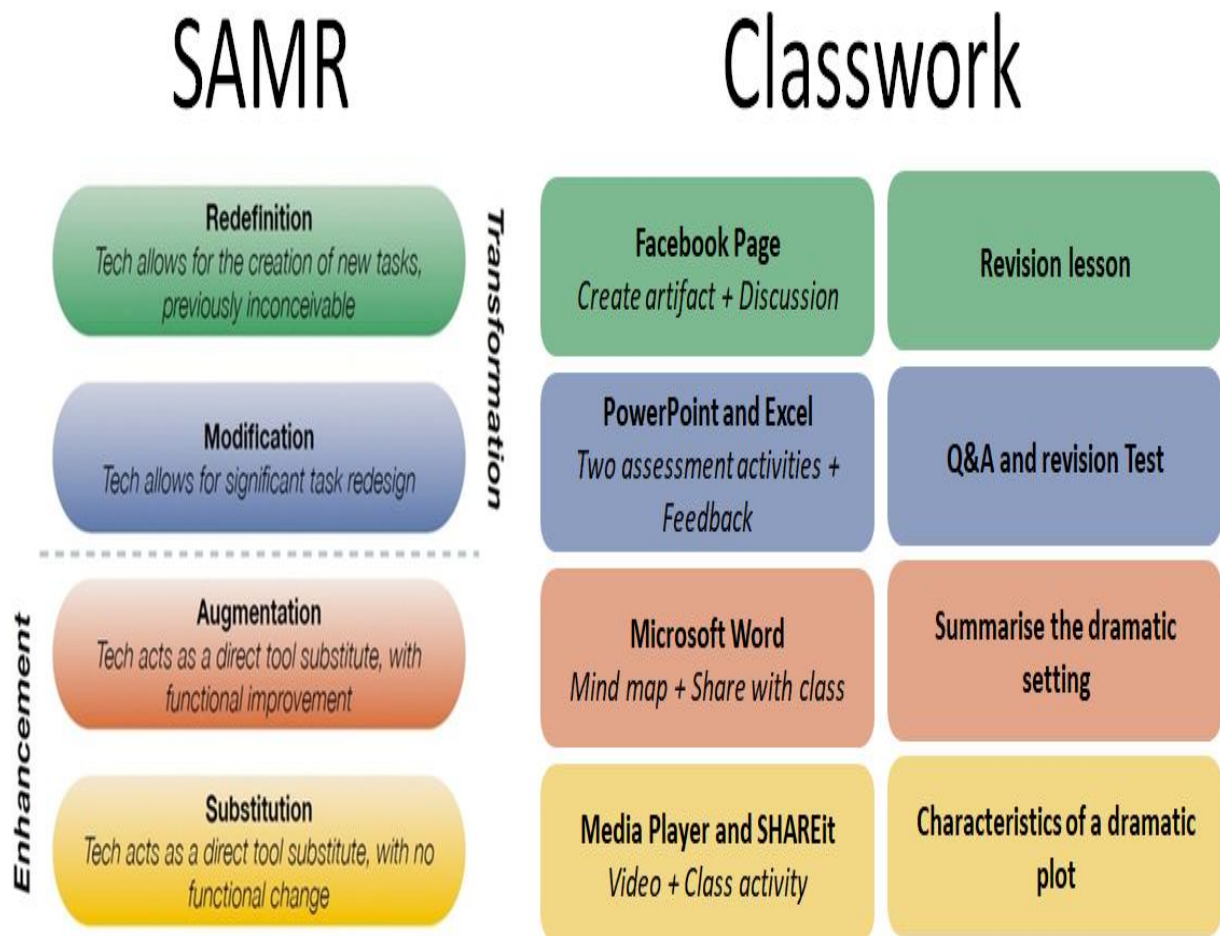 SAMR
Classwork
Redefinition
Tech allows for the creation of new tasks,
previously inconceivable
Modification
Tech allows for significant task redesign
Transformation
Augmentation
Tech acts as a direct tool substitute, with
functional improvement
Substitution
Tech acts as a direct tool substitute, with no
functional change
Enhancement
Facebook Page
Create artifact + Discussion
Revision lesson
PowerPoint and Excel
Two assessment activities +
Feedback
Q&A and revision Test
Microsoft Word
Mind map + Share with class
Summarise the dramatic
setting
Media Player and SHAREit
Video + Class activity
Characteristics of a dramatic
plot